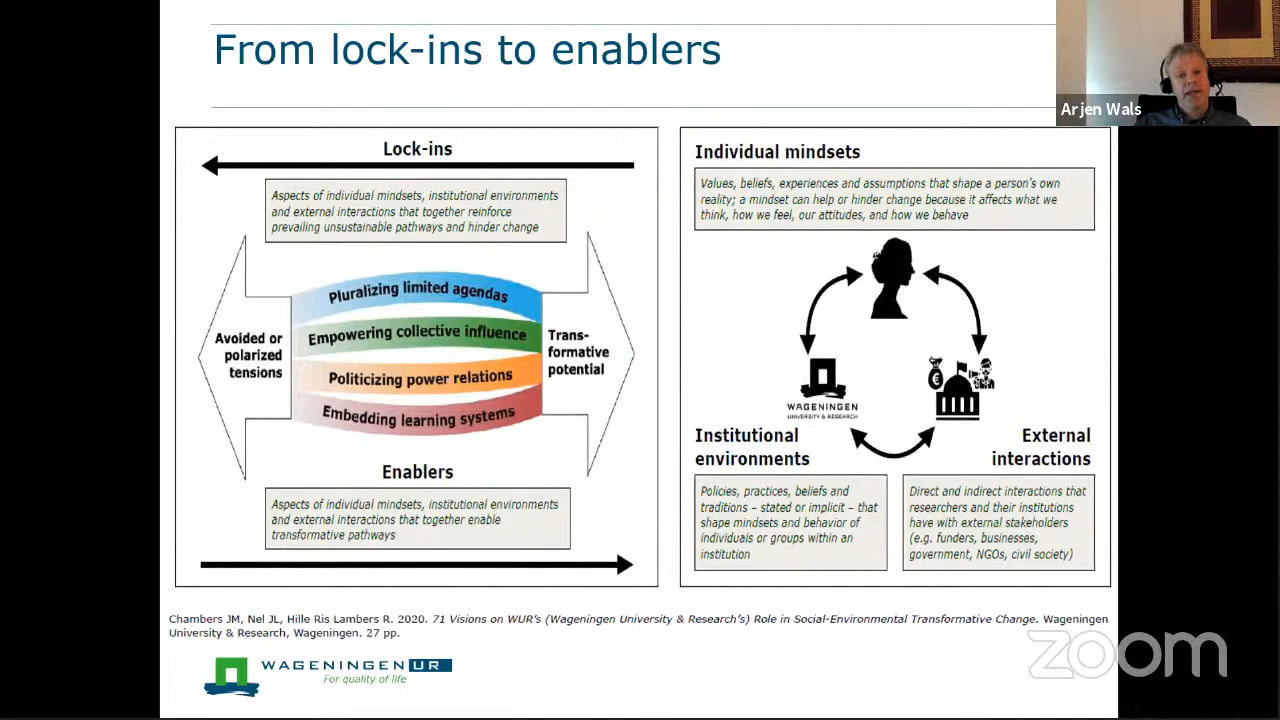 From lock-ins to enablers
Arjen Wals
Lock-ins
Aspects of individual mindsets, institutional environments
and external interactions that together reinforce
prevailing unsustainable pathways and hinder change
Pluralizing limited agendas
Empowering collective influence
Politicizing power relations
Embedding learning systems
Avoided or
polarized
tensions
Trans-
formative
potential
Enablers
Aspects of individual mindsets, institutional environments
and external interactions that together enable
transformative pathways
Individual mindsets
Values, beliefs, experiences and assumptions that shape a person's own
reality; a mindset can help or hinder change because it affects what we
think, how we feel, our attitudes, and how we behave
WAGENINGEN
UNIVERSITY & RESEARCH
€
Institutional
environments
Policies, practices, beliefs and
traditions – stated or implicit – that
shape mindsets and behavior of
individuals or groups within an
institution
External
interactions
Direct and indirect interactions that
researchers and their institutions
have with external stakeholders
(e.g. funders, businesses,
government, NGOs, civil society)
Chambers JM, Nel JL, Hille Ris Lambers R. 2020. 71 Visions on WUR's (Wageningen University & Research's) Role in Social-Environmental Transformative Change. Wageningen
University & Research, Wageningen. 27 pp.
WAGENINGEN UR
For quality of life
zoom